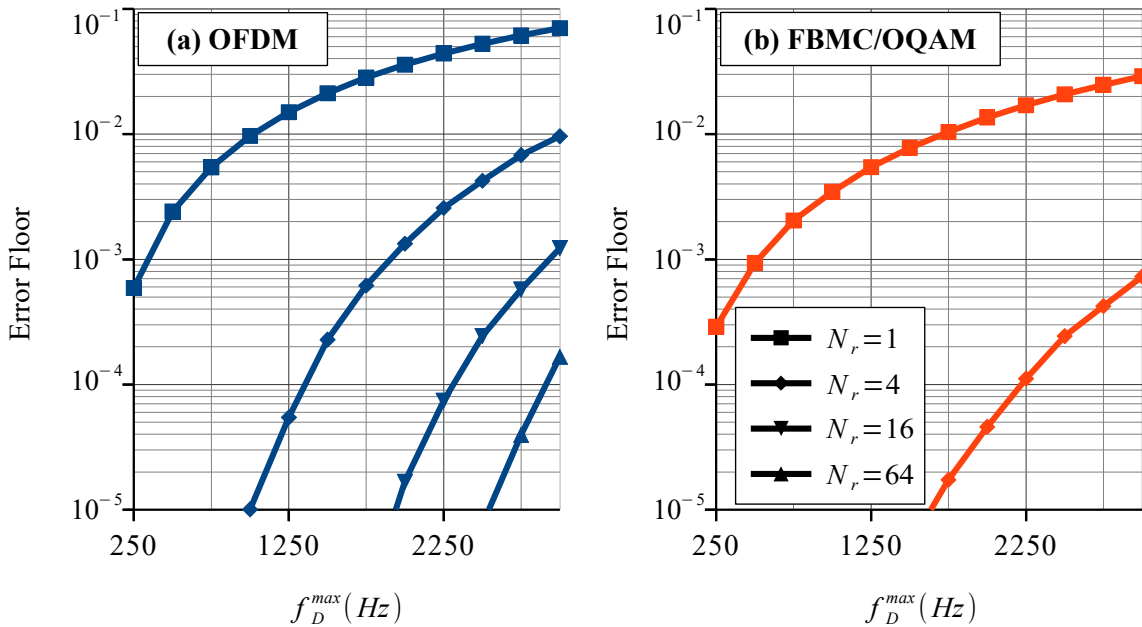 (a) OFDM
10^-1
10^-2
10^-3
10^-4
10^-5
Error Floor
250
1250
2250
f_D^max (Hz)
(b) FBMC/OQAM
10^-1
10^-2
10^-3
10^-4
10^-5
Error Floor
N_r=1
N_r=4
N_r=16
N_r=64
250
1250
2250
f_D^max (Hz)